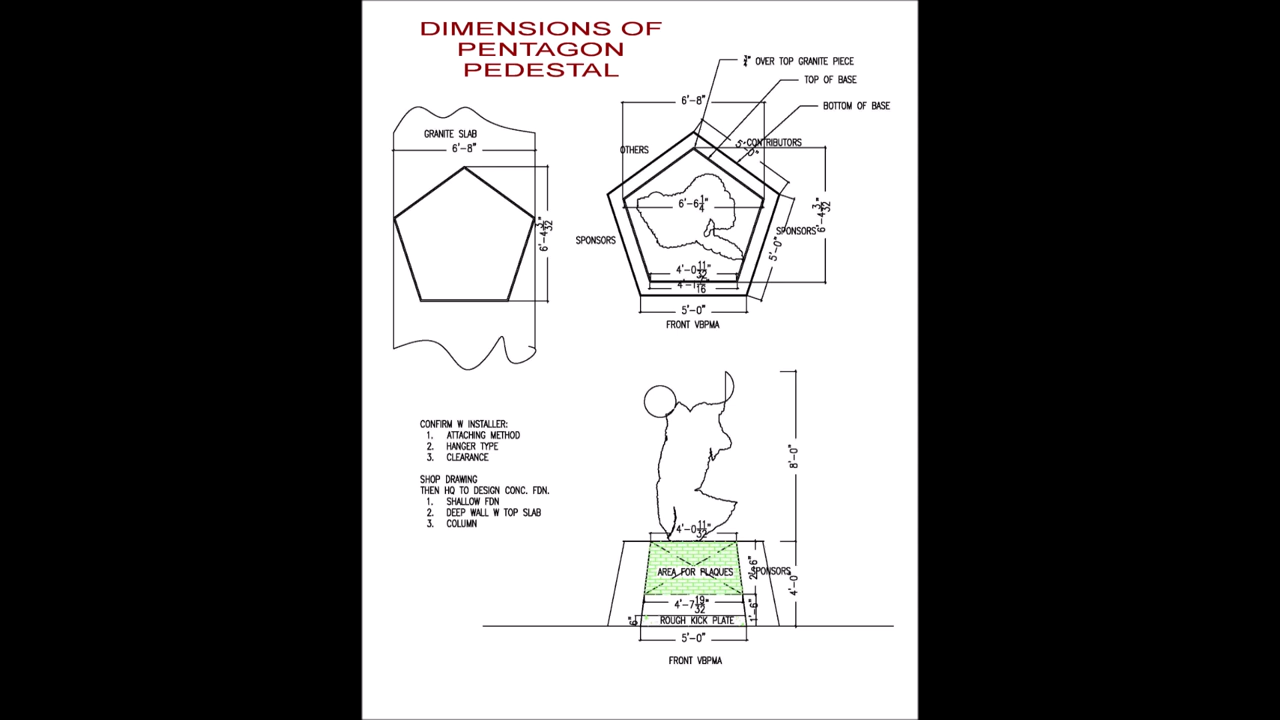 DIMENSIONS OF
PENTAGON
PEDESTAL
3/4" OVER TOP GRANITE PIECE
TOP OF BASE
BOTTOM OF BASE
6'-8"
CONTRIBUTORS
5'-0"
OTHERS
GRANITE SLAB
6'-8"
6'-4 3/32"
6'-6 1/4"
6'-4 3/32"
SPONSORS
SPONSORS
5'-0"
4'-0 11/32"
5'-0"
FRONT VBPMA
CONFIRM W INSTALLER:
1. ATTACHING METHOD
2. HANGER TYPE
3. CLEARANCE
SHOP DRAWING
THEN HQ TO DESIGN CONC. FDN.
1. SHALLOW FDN
2. DEEP WALL W TOP SLAB
3. COLUMN
8'-0"
4'-0 11/32"
AREA FOR PLAQUES
2'-6"
SPONSORS
4'-0"
4'-7 19/32"
1'-6"
6"
ROUGH KICK PLATE
5'-0"
FRONT VBPMA